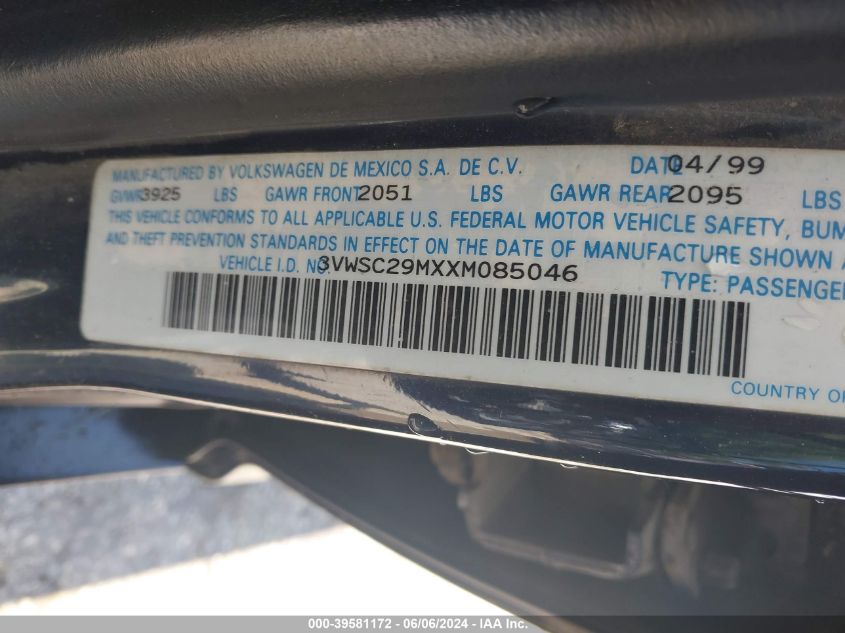 MANUFACTURED BY VOLKSWAGEN DE MEXICO S.A. DE C.V. DATE 04/99
GVWR 3925 LBS GAWR FRONT 2051 LBS GAWR REAR 2095 LBS
THIS VEHICLE CONFORMS TO ALL APPLICABLE U.S. FEDERAL MOTOR VEHICLE SAFETY, BUM
AND THEFT PREVENTION STANDARDS IN EFFECT ON THE DATE OF MANUFACTURE SHOWN A
VEHICLE I.D. NO. 3VWSC29MXXM085046 TYPE: PASSENGE
COUNTRY OF
000-39581172 - 06/06/2024 - IAA Inc.